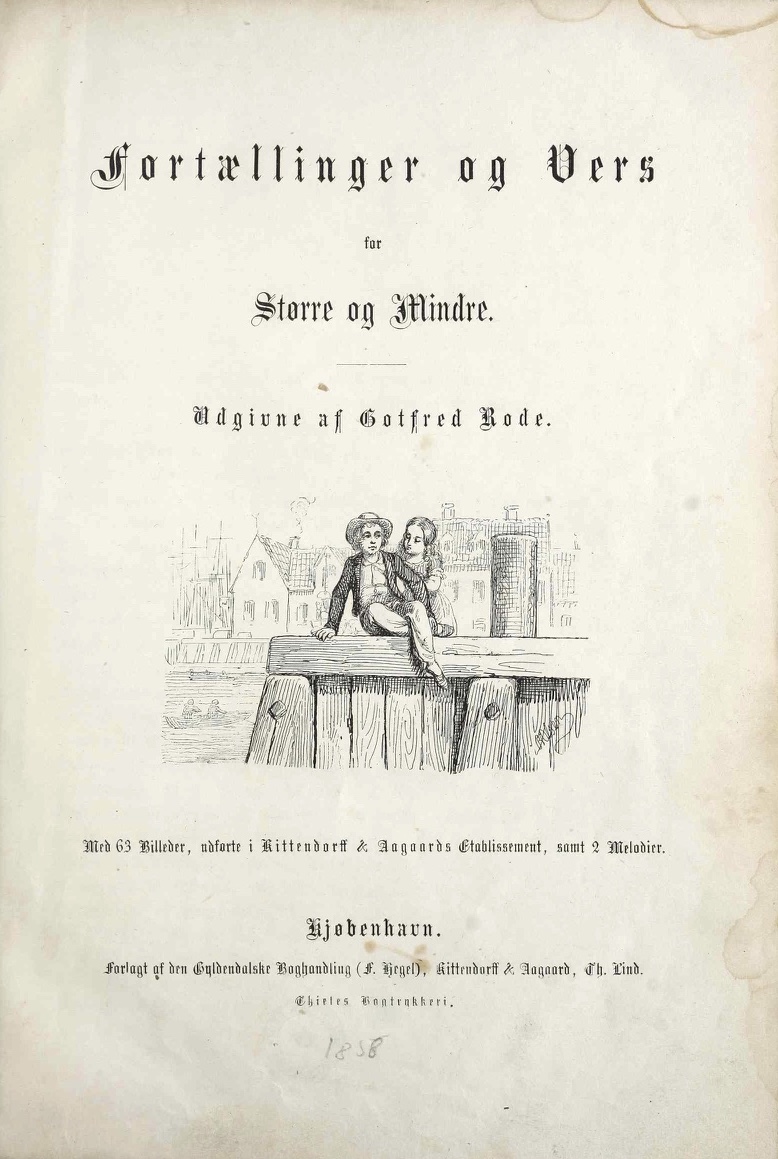 Fortællinger og Vers
for
Større og Mindre.
Udgivne af Gotfred Rode.
Med 63 Billeder, udførte i Kittendorff & Aagaards Etablissement, samt 2 Melodier.
Kjøbenhavn.
Forlagt af den Gyldendalske Boghandling (F. Hegel), Kittendorff & Aagaard, Th. Lind.
Thieles Bogtrykkeri.
1858